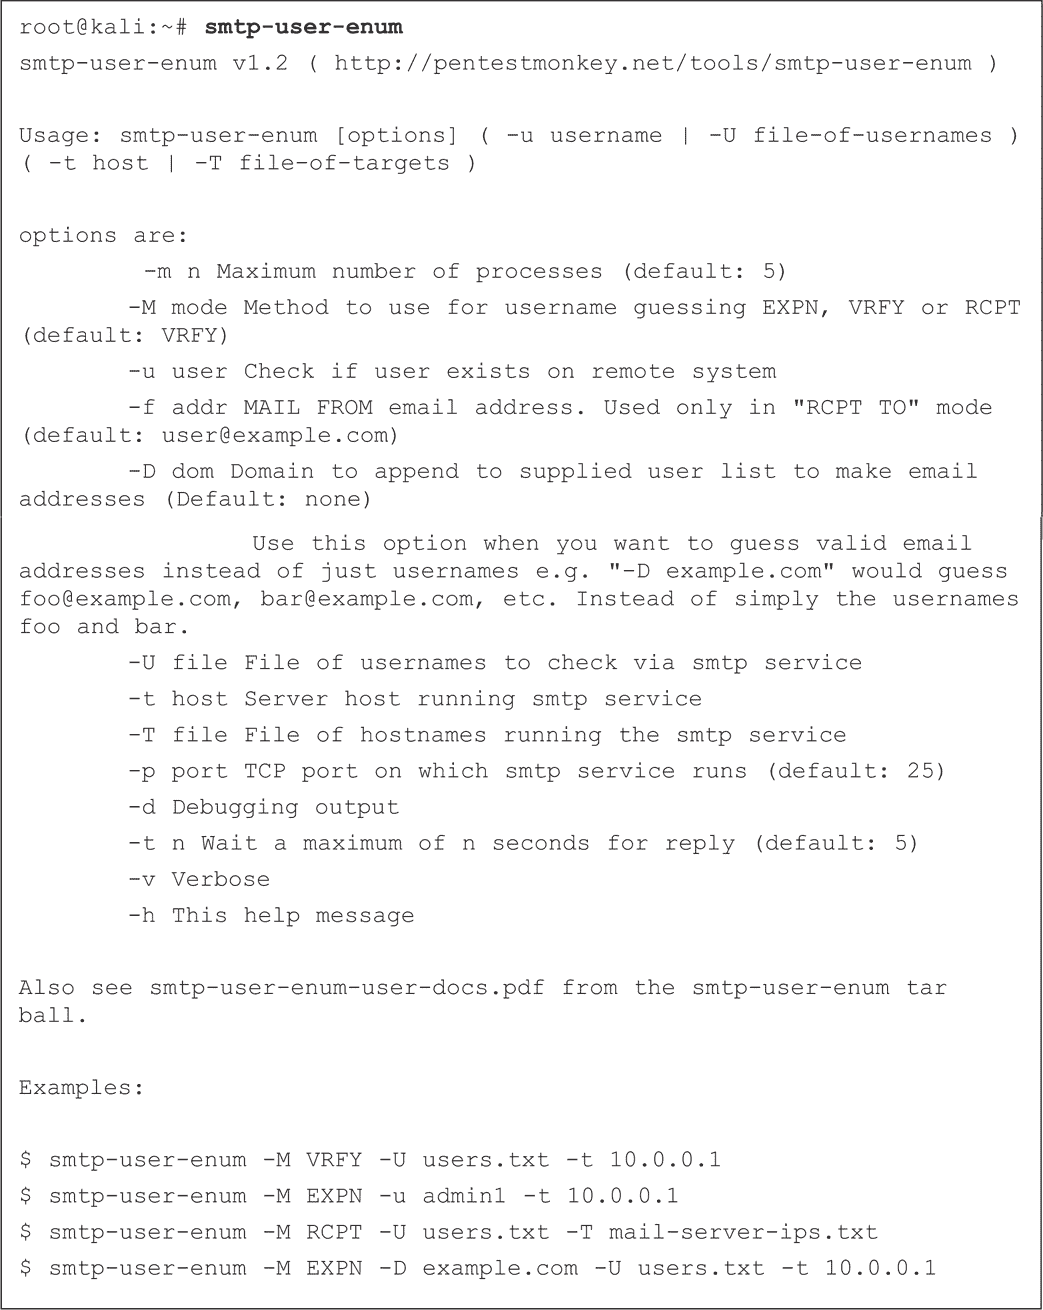 root@kali:~# smtp-user-enum
smtp-user-enum v1.2 ( http://pentestmonkey.net/tools/smtp-user-enum )
Usage: smtp-user-enum [options] ( -u username | -U file-of-usernames )
( -t host | -T file-of-targets )
options are:
-m n Maximum number of processes (default: 5)
-M mode Method to use for username guessing EXPN, VRFY or RCPT
(default: VRFY)
-u user Check if user exists on remote system
-f addr MAIL FROM email address. Used only in "RCPT TO" mode
(default: user@example.com)
-D dom Domain to append to supplied user list to make email
addresses (Default: none)
Use this option when you want to guess valid email
addresses instead of just usernames e.g. "-D example.com" would guess
foo@example.com, bar@example.com, etc. Instead of simply the usernames
foo and bar.
-U file File of usernames to check via smtp service
-t host Server host running smtp service
-T file File of hostnames running the smtp service
-p port TCP port on which smtp service runs (default: 25)
-d Debugging output
-t n Wait a maximum of n seconds for reply (default: 5)
-v Verbose
-h This help message
Also see smtp-user-enum-user-docs.pdf from the smtp-user-enum tar
ball.
Examples:
$ smtp-user-enum -M VRFY -U users.txt -t 10.0.0.1
$ smtp-user-enum -M EXPN -u admin1 -t 10.0.0.1
$ smtp-user-enum -M RCPT -U users.txt -T mail-server-ips.txt
$ smtp-user-enum -M EXPN -D example.com -U users.txt -t 10.0.0.1